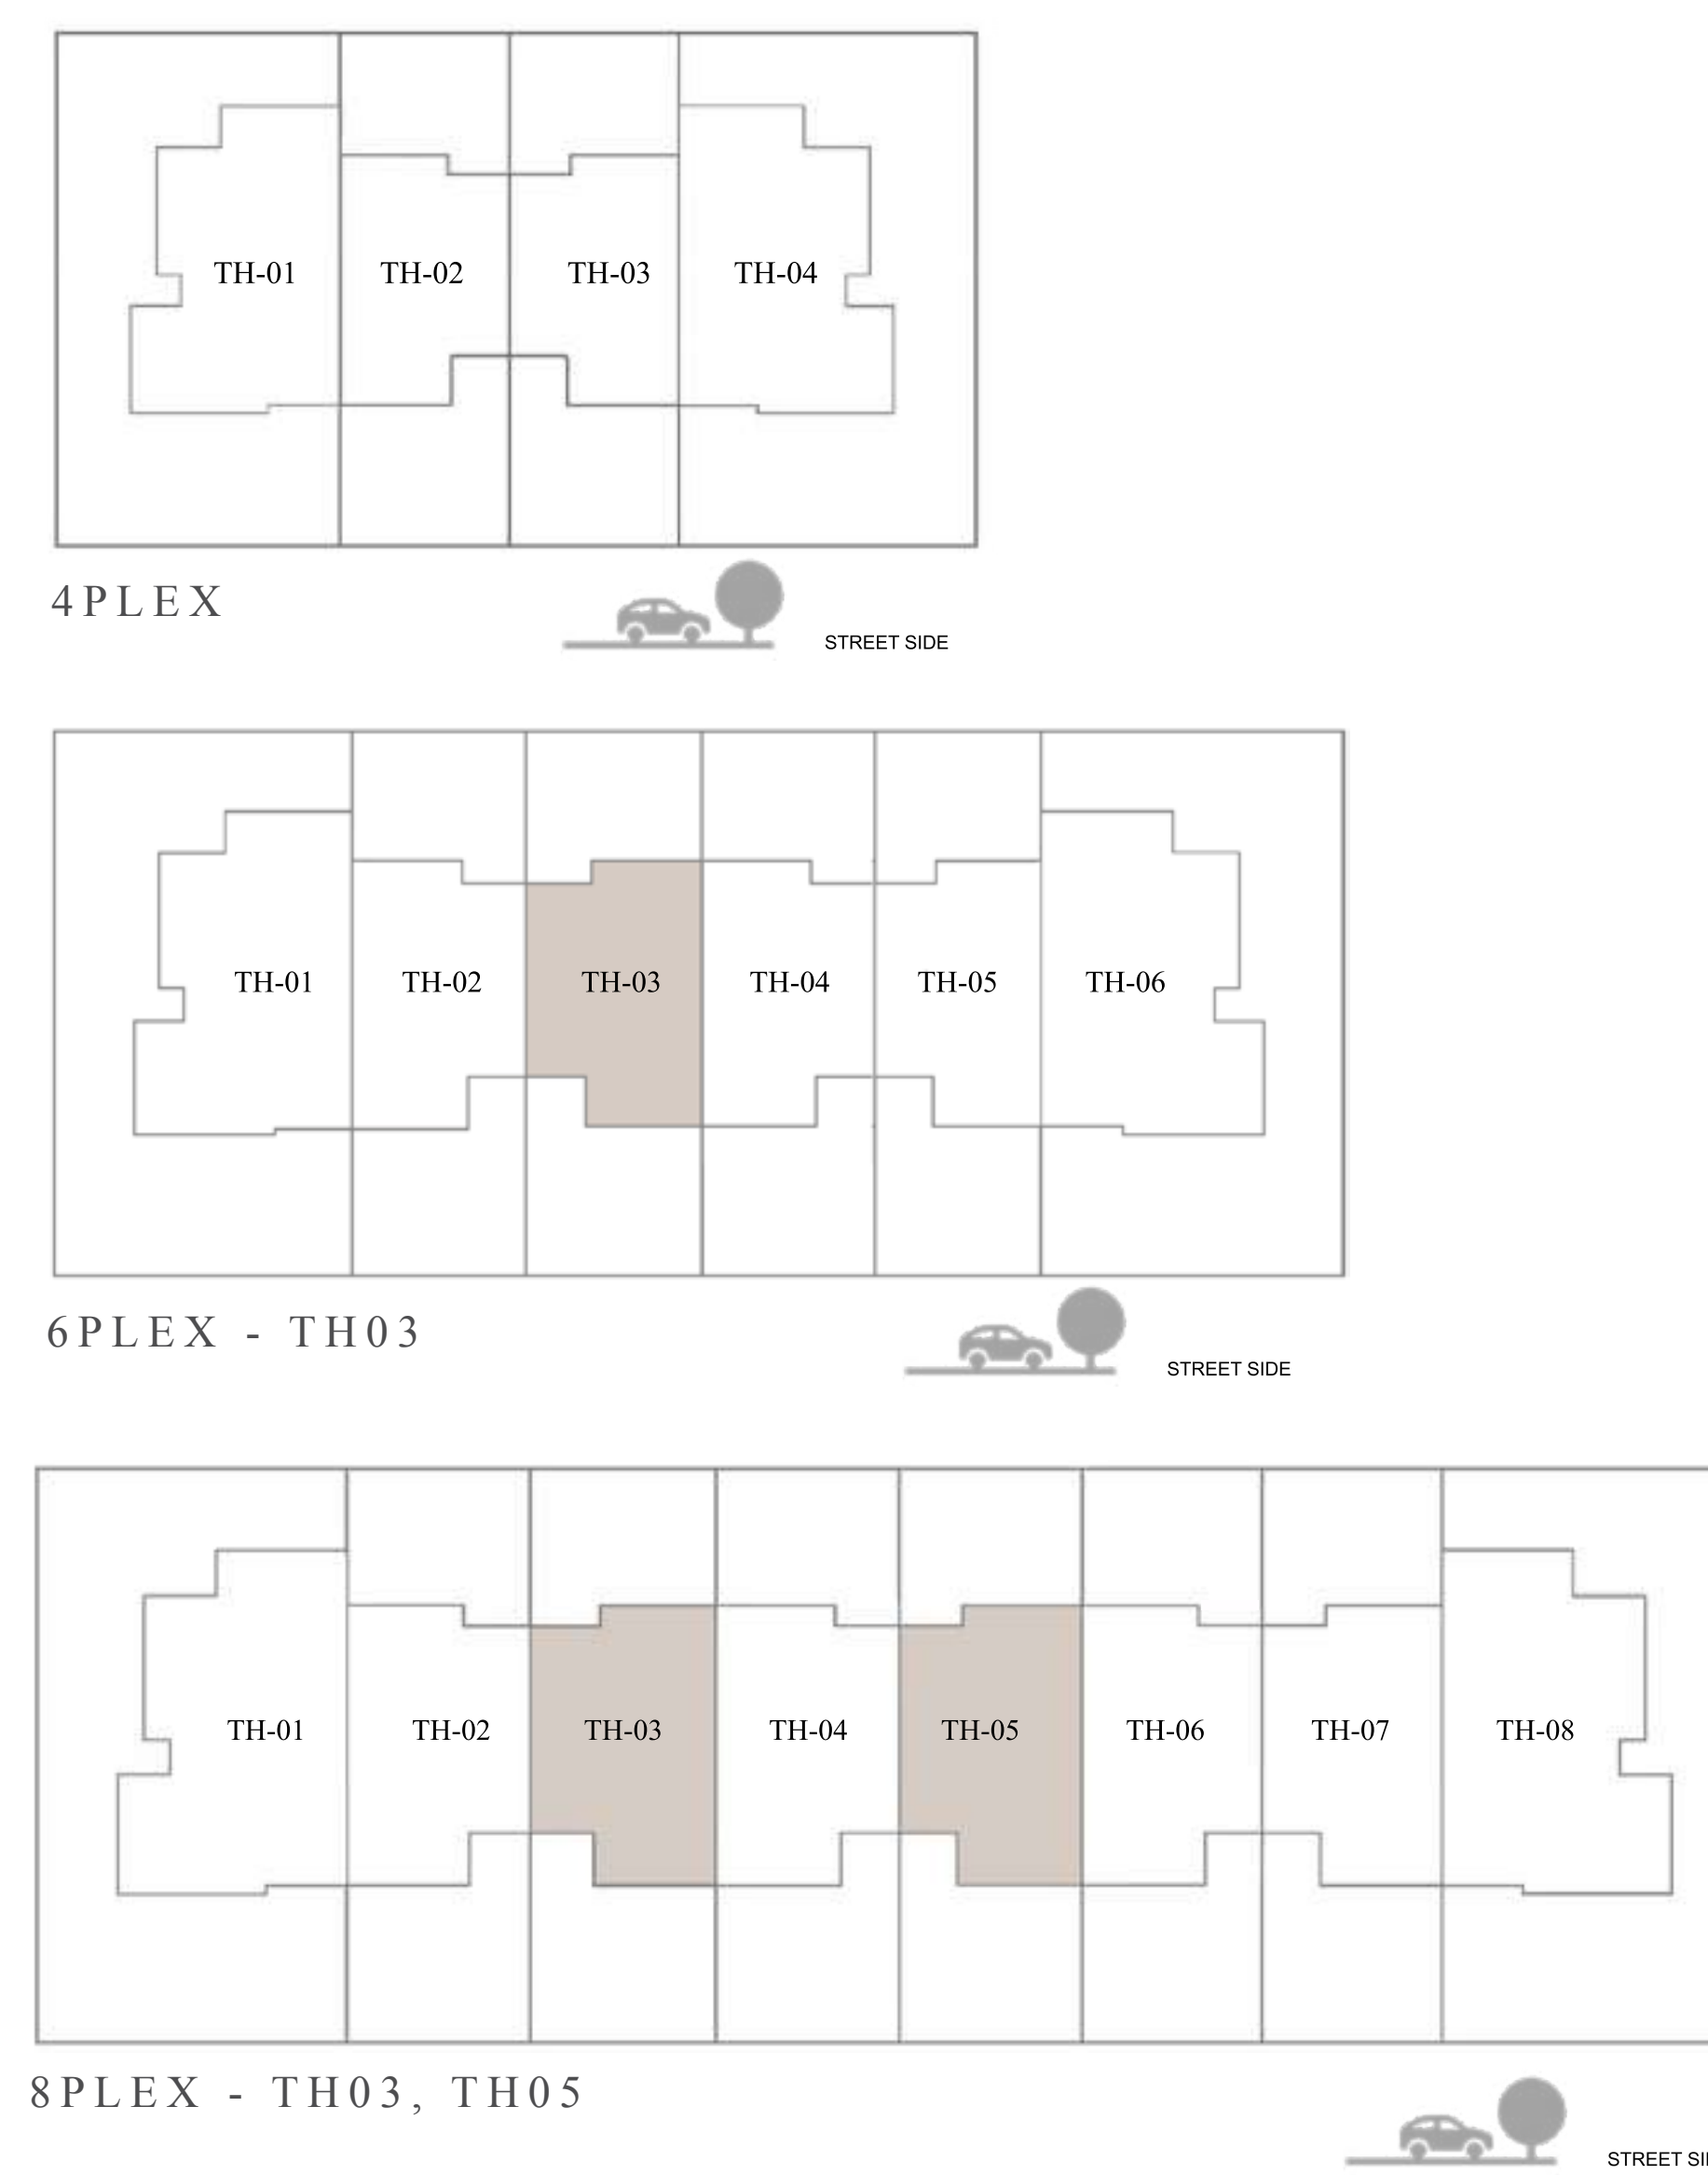 TH-01 TH-02 TH-03 TH-04
4PLEX
STREET SIDE
TH-01 TH-02 TH-03 TH-04 TH-05 TH-06
6PLEX - TH03
STREET SIDE
TH-01 TH-02 TH-03 TH-04 TH-05 TH-06 TH-07 TH-08
8PLEX - TH03, TH05
STREET